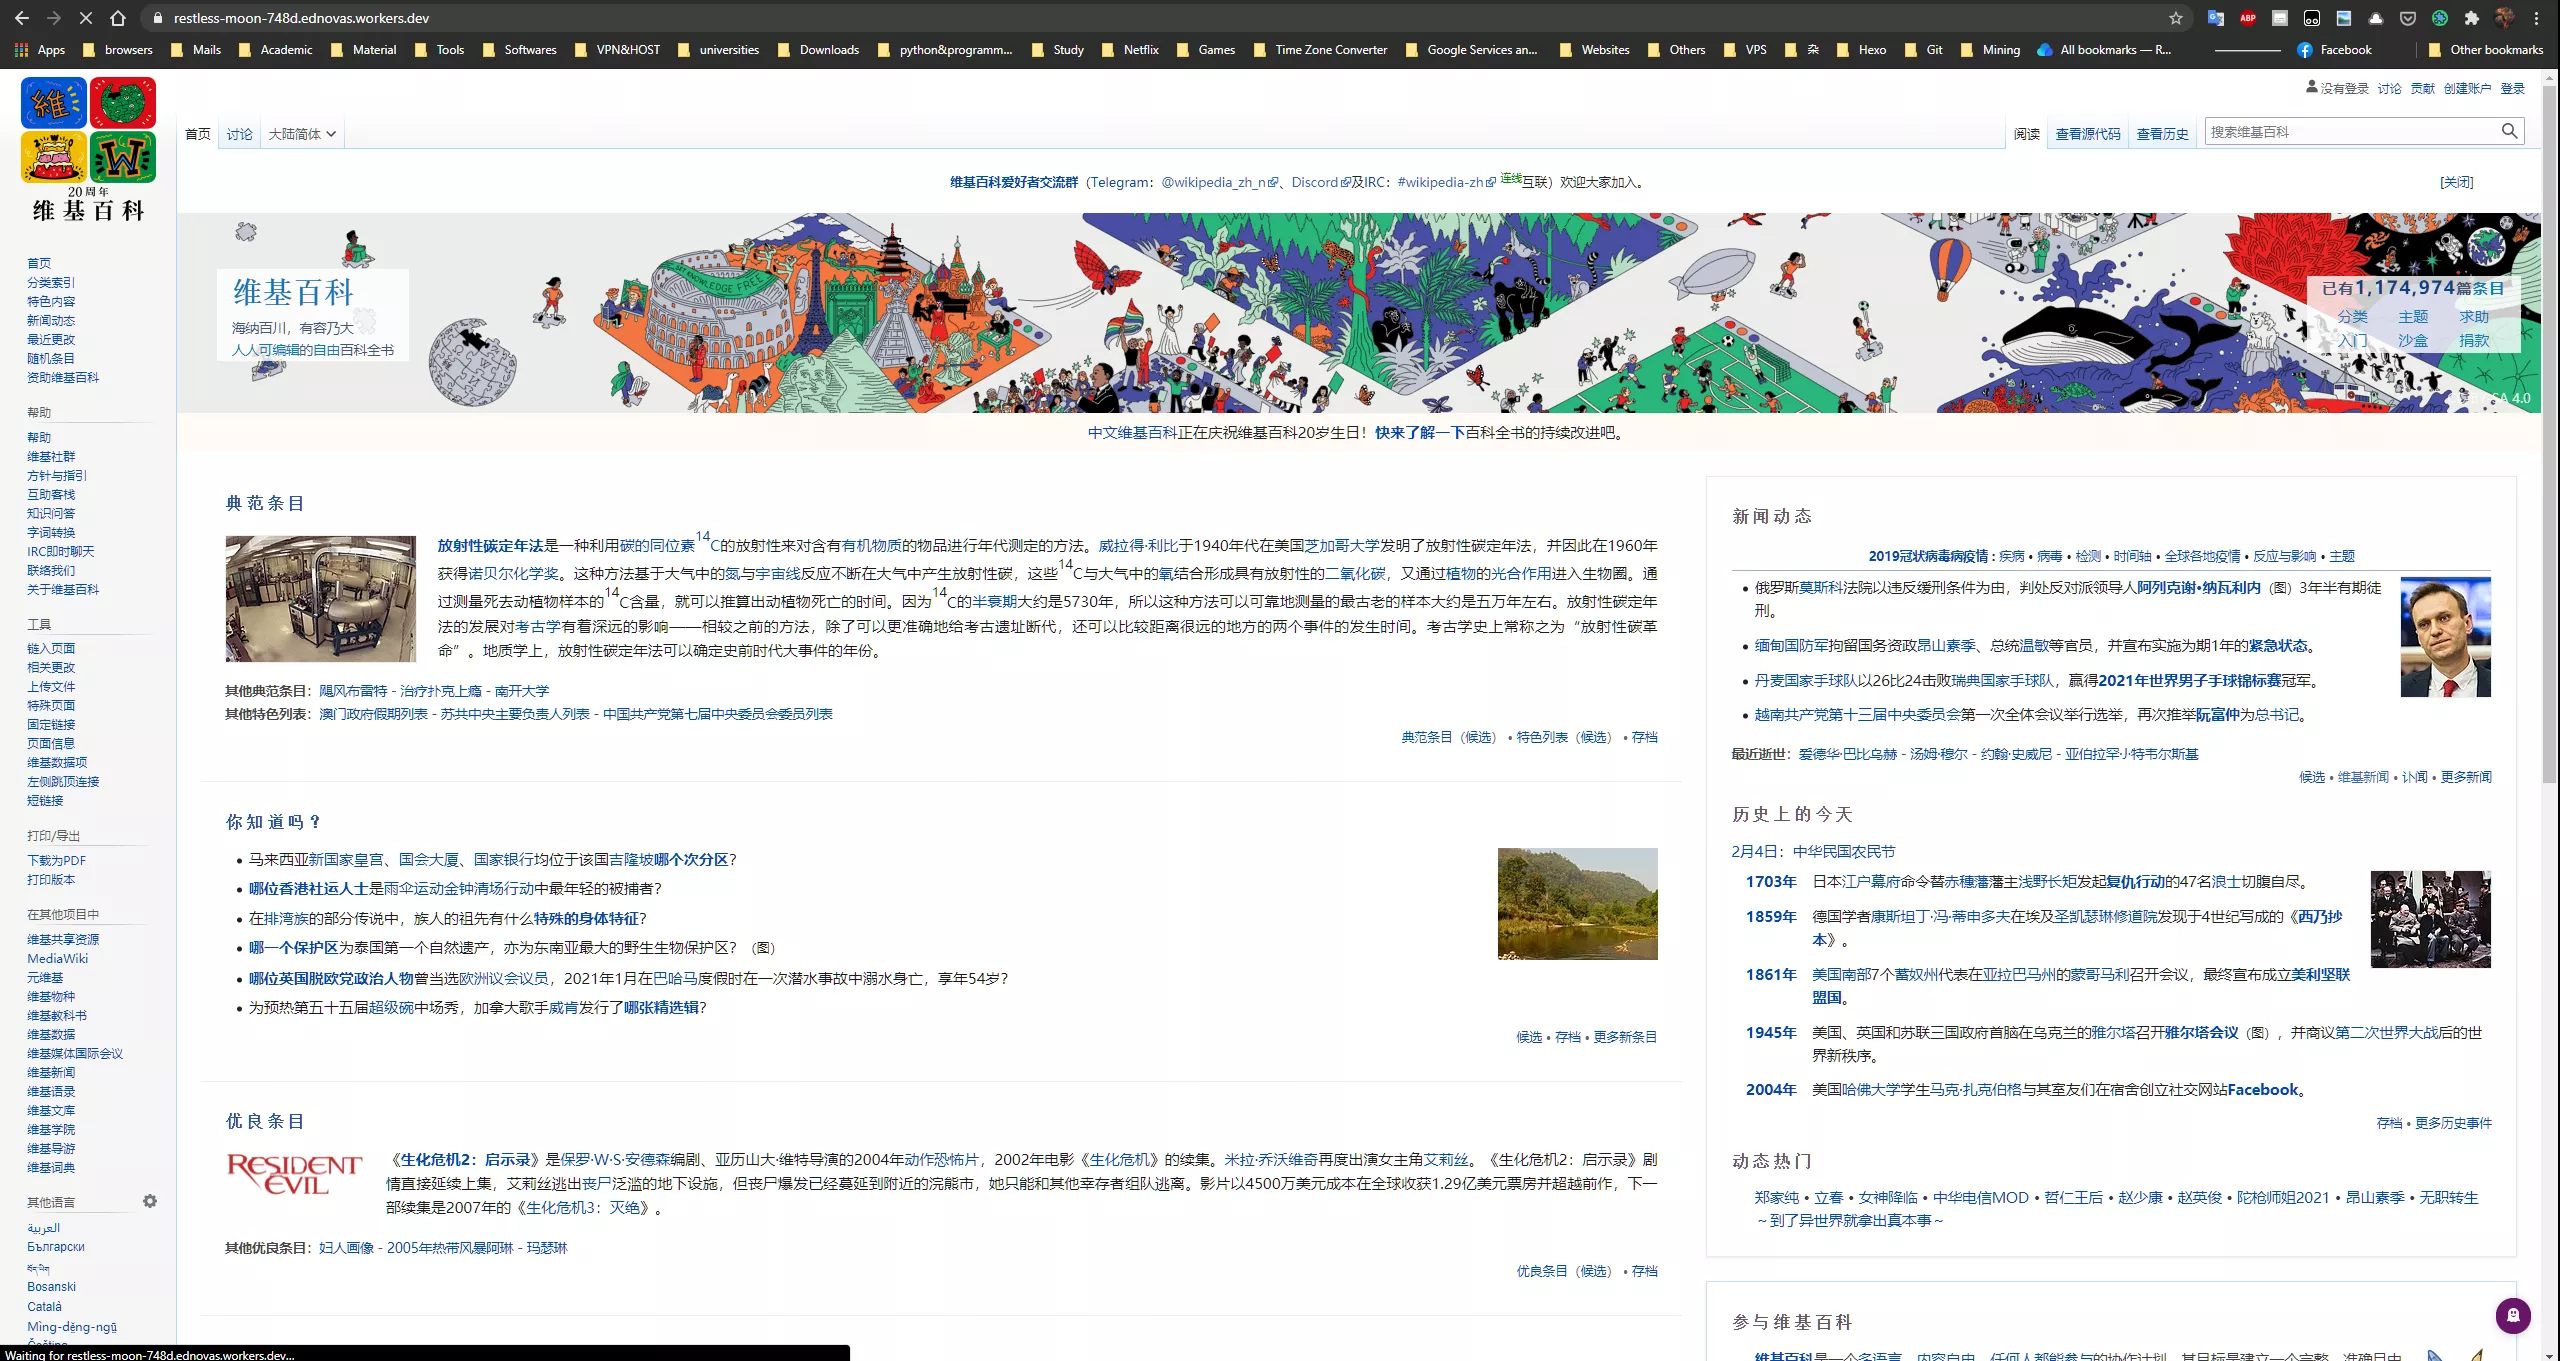 restless-moon-748d.ednovas.workers.dev
Apps browsers Mails Academic Material Tools Softwares VPN&HOST universities Downloads python&programm... Study Netflix Games Time Zone Converter Google Services an... Websites Others VPS 杂 Hexo Git Mining All bookmarks — R... Facebook Other bookmarks
20周年
维基百科
没有登录 讨论 贡献 创建账户 登录
首页 讨论 大陆简体 阅读 查看源代码 查看历史 搜索维基百科
维基百科爱好者交流群（Telegram：@wikipedia_zh_n、Discord及IRC：#wikipedia-zh 连线互联）欢迎大家加入。 [关闭]
SET KNOWLEDGE FREE
维基百科
海纳百川，有容乃大
人人可编辑的自由百科全书
已有1,174,974篇条目
分类 主题 求助
入门 沙盒 捐款
SA 4.0
中文维基百科正在庆祝维基百科20岁生日！快来了解一下百科全书的持续改进吧。
首页
分类索引
特色内容
新闻动态
最近更改
随机条目
资助维基百科
帮助
帮助
维基社群
方针与指引
互助客栈
知识问答
字词转换
IRC即时聊天
联络我们
关于维基百科
工具
链入页面
相关更改
上传文件
特殊页面
固定链接
页面信息
维基数据项
左侧跳顶连接
短链接
打印/导出
下载为PDF
打印版本
在其他项目中
维基共享资源
MediaWiki
元维基
维基物种
维基教科书
维基数据
维基媒体国际会议
维基新闻
维基语录
维基文库
维基学院
维基导游
维基词典
其他语言
العربية
Български
Bosanski
Català
Mìng-dĕ̤ng-ngṳ̄
Čeština
典范条目
放射性碳定年法是一种利用碳的同位素14C的放射性来对含有有机物质的物品进行年代测定的方法。威拉得·利比于1940年代在美国芝加哥大学发明了放射性碳定年法，并因此在1960年
获得诺贝尔化学奖。这种方法基于大气中的氮与宇宙线反应不断在大气中产生放射性碳，这些14C与大气中的氧结合形成具有放射性的二氧化碳，又通过植物的光合作用进入生物圈。通
过测量死去动植物样本的14C含量，就可以推算出动植物死亡的时间。因为14C的半衰期大约是5730年，所以这种方法可以可靠地测量的最古老的样本大约是五万年左右。放射性碳定年
法的发展对考古学有着深远的影响——相较之前的方法，除了可以更准确地给考古遗址断代，还可以比较距离很远的地方的两个事件的发生时间。考古学史上常称之为“放射性碳革
命”。地质学上，放射性碳定年法可以确定史前时代大事件的年份。
其他典范条目：飓风布雷特 - 治疗扑克上瘾 - 南开大学
其他特色列表：澳门政府假期列表 - 苏共中央主要负责人列表 - 中国共产党第七届中央委员会委员列表
典范条目（候选） • 特色列表（候选） • 存档
你知道吗？
马来西亚新国家皇宫、国会大厦、国家银行均位于该国吉隆坡哪个次分区？
哪位香港社运人士是雨伞运动金钟清场行动中最年轻的被捕者？
在排湾族的部分传说中，族人的祖先有什么特殊的身体特征？
哪一个保护区为泰国第一个自然遗产，亦为东南亚最大的野生生物保护区？（图）
哪位英国脱欧党政治人物曾当选欧洲议会议员，2021年1月在巴哈马度假时在一次潜水事故中溺水身亡，享年54岁？
为预热第五十五届超级碗中场秀，加拿大歌手威肯发行了哪张精选辑？
候选 • 存档 • 更多新条目
优良条目
RESIDENT EVIL
《生化危机2：启示录》是保罗·W·S·安德森编剧、亚历山大·维特导演的2004年动作恐怖片，2002年电影《生化危机》的续集。米拉·乔沃维奇再度出演女主角艾莉丝。《生化危机2：启示录》剧
情直接延续上集，艾莉丝逃出丧尸泛滥的地下设施，但丧尸爆发已经蔓延到附近的浣熊市，她只能和其他幸存者组队逃离。影片以4500万美元成本在全球收获1.29亿美元票房并超越前作，下一
部续集是2007年的《生化危机3：灭绝》。
其他优良条目：妇人画像 - 2005年热带风暴阿琳 - 玛瑟琳
优良条目（候选） • 存档
新闻动态
2019冠状病毒病疫情：疾病 • 病毒 • 检测 • 时间轴 • 全球各地疫情 • 反应与影响 • 主题
俄罗斯莫斯科法院以违反缓刑条件为由，判处反对派领导人阿列克谢·纳瓦利内（图）3年半有期徒
刑。
缅甸国防军拘留国务资政昂山素季、总统温敏等官员，并宣布实施为期1年的紧急状态。
丹麦国家手球队以26比24击败瑞典国家手球队，赢得2021年世界男子手球锦标赛冠军。
越南共产党第十三届中央委员会第一次全体会议举行选举，再次推举阮富仲为总书记。
最近逝世：爱德华·巴比乌赫 - 汤姆·穆尔 - 约翰·史威尼 - 亚伯拉罕·J·特韦尔斯基
候选 • 维基新闻 • 讣闻 • 更多新闻
历史上的今天
2月4日：中华民国农民节
1703年 日本江户幕府命令替赤穗藩藩主浅野长矩发起复仇行动的47名浪士切腹自尽。
1859年 德国学者康斯坦丁·冯·蒂申多夫在埃及圣凯瑟琳修道院发现于4世纪写成的《西乃抄
本》。
1861年 美国南部7个蓄奴州代表在亚拉巴马州的蒙哥马利召开会议，最终宣布成立美利坚联
盟国。
1945年 美国、英国和苏联三国政府首脑在乌克兰的雅尔塔召开雅尔塔会议（图），并商议第二次世界大战后的世
界新秩序。
2004年 美国哈佛大学学生马克·扎克伯格与其室友们在宿舍创立社交网站Facebook。
存档 • 更多历史事件
动态热门
郑家纯 • 立春 • 女神降临 • 中华电信MOD • 哲仁王后 • 赵少康 • 赵英俊 • 陀枪师姐2021 • 昂山素季 • 无职转生
～到了异世界就拿出真本事～
参与维基百科
维基百科是一个多语言、内容自由、任何人都能参与的协作计划，其目标是建立一个完整、准确且中
Waiting for restless-moon-748d.ednovas.workers.dev...